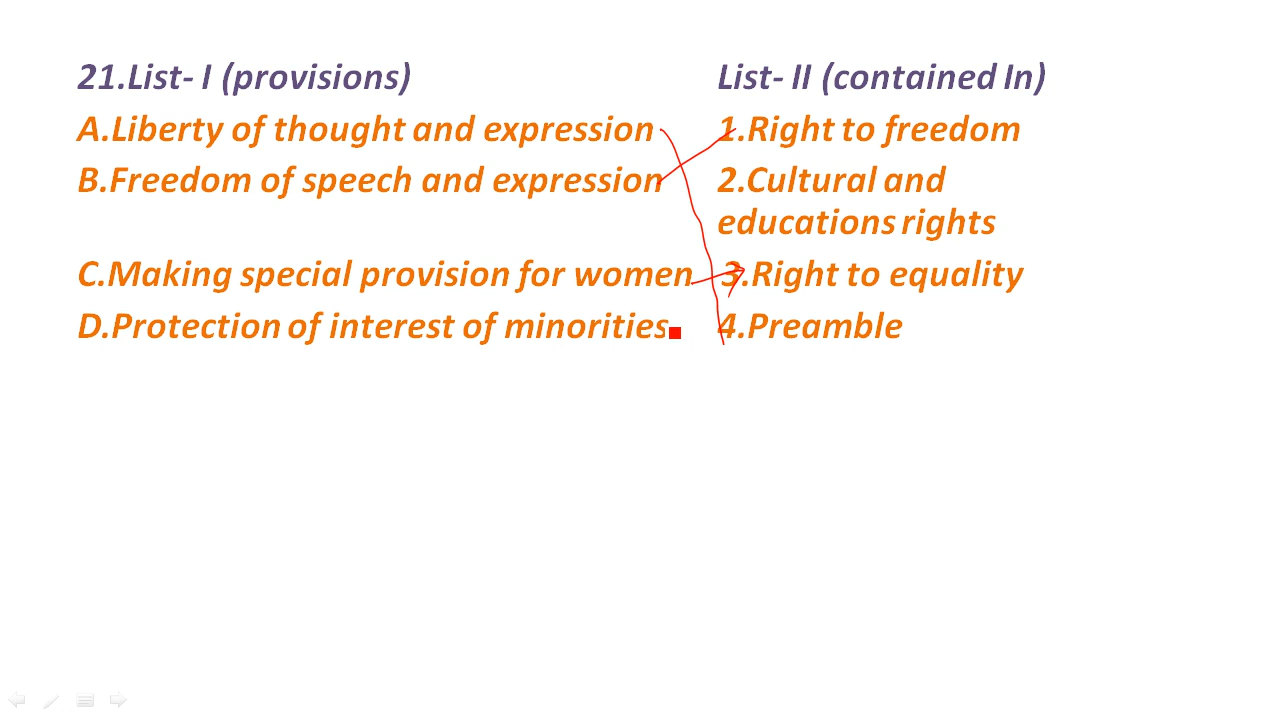 21.List- I (provisions) List- II (contained In)
A.Liberty of thought and expression 1.Right to freedom
B.Freedom of speech and expression 2.Cultural and
educations rights
C.Making special provision for women 3.Right to equality
D.Protection of interest of minorities 4.Preamble